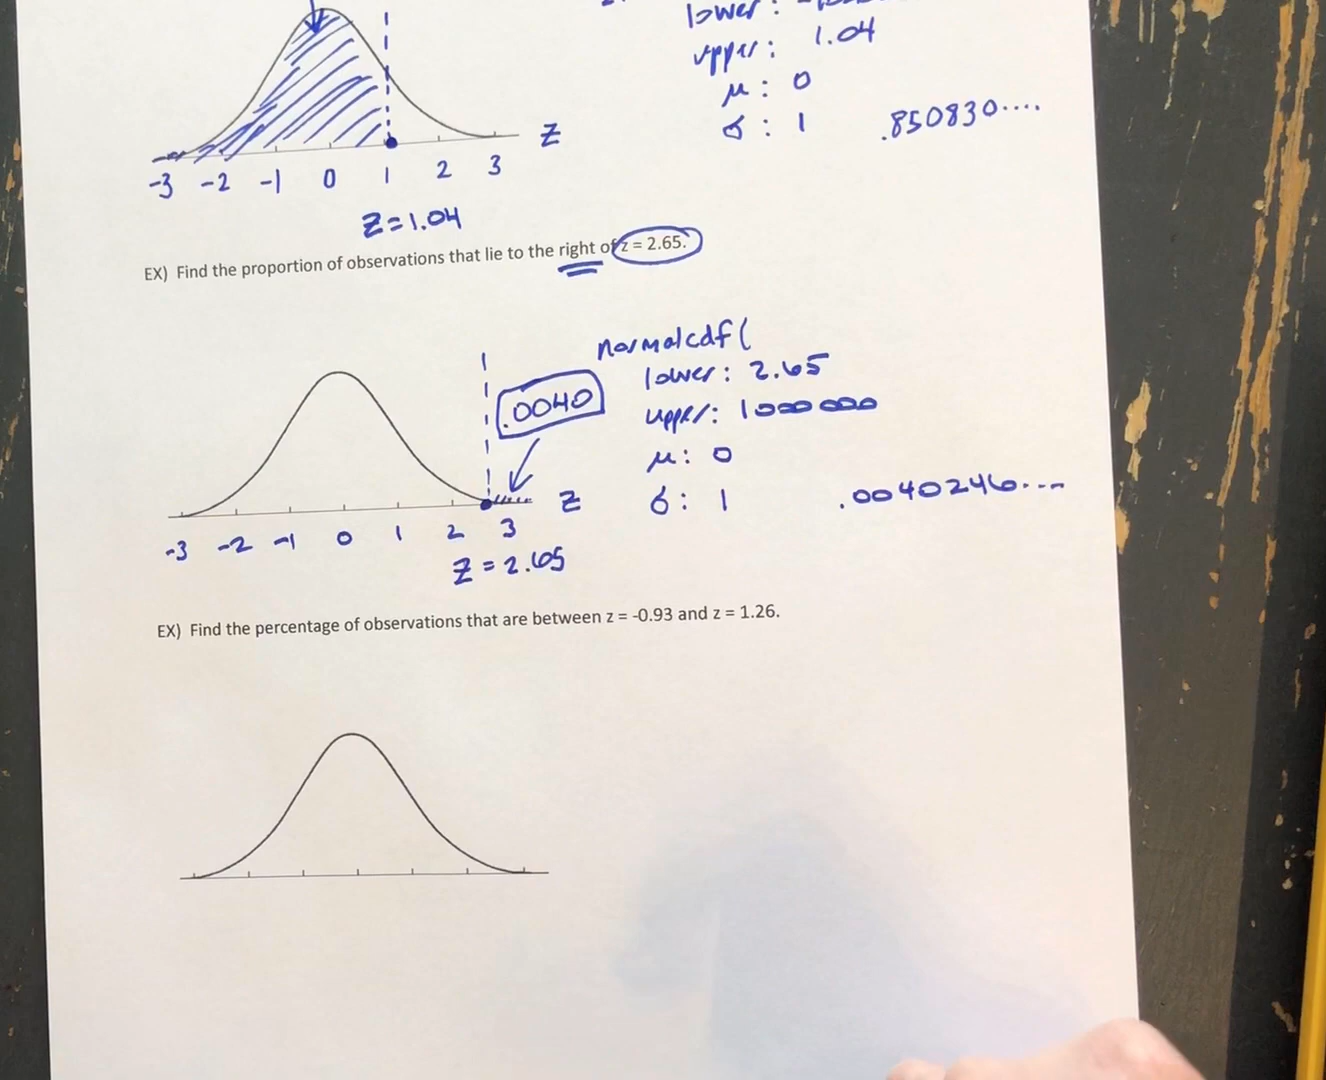 lower:
upper: 1.04
μ: 0
σ: 1 .850830....
Z
-3 -2 -1 0 1 2 3
Z=1.04
EX) Find the proportion of observations that lie to the right of z = 2.65.
normalcdf(
lower: 2.65
.0040
upper: 1000000
μ: 0
σ: 1 .0040246...
Z
-3 -2 -1 0 1 2 3
Z = 2.65
EX) Find the percentage of observations that are between z = -0.93 and z = 1.26.